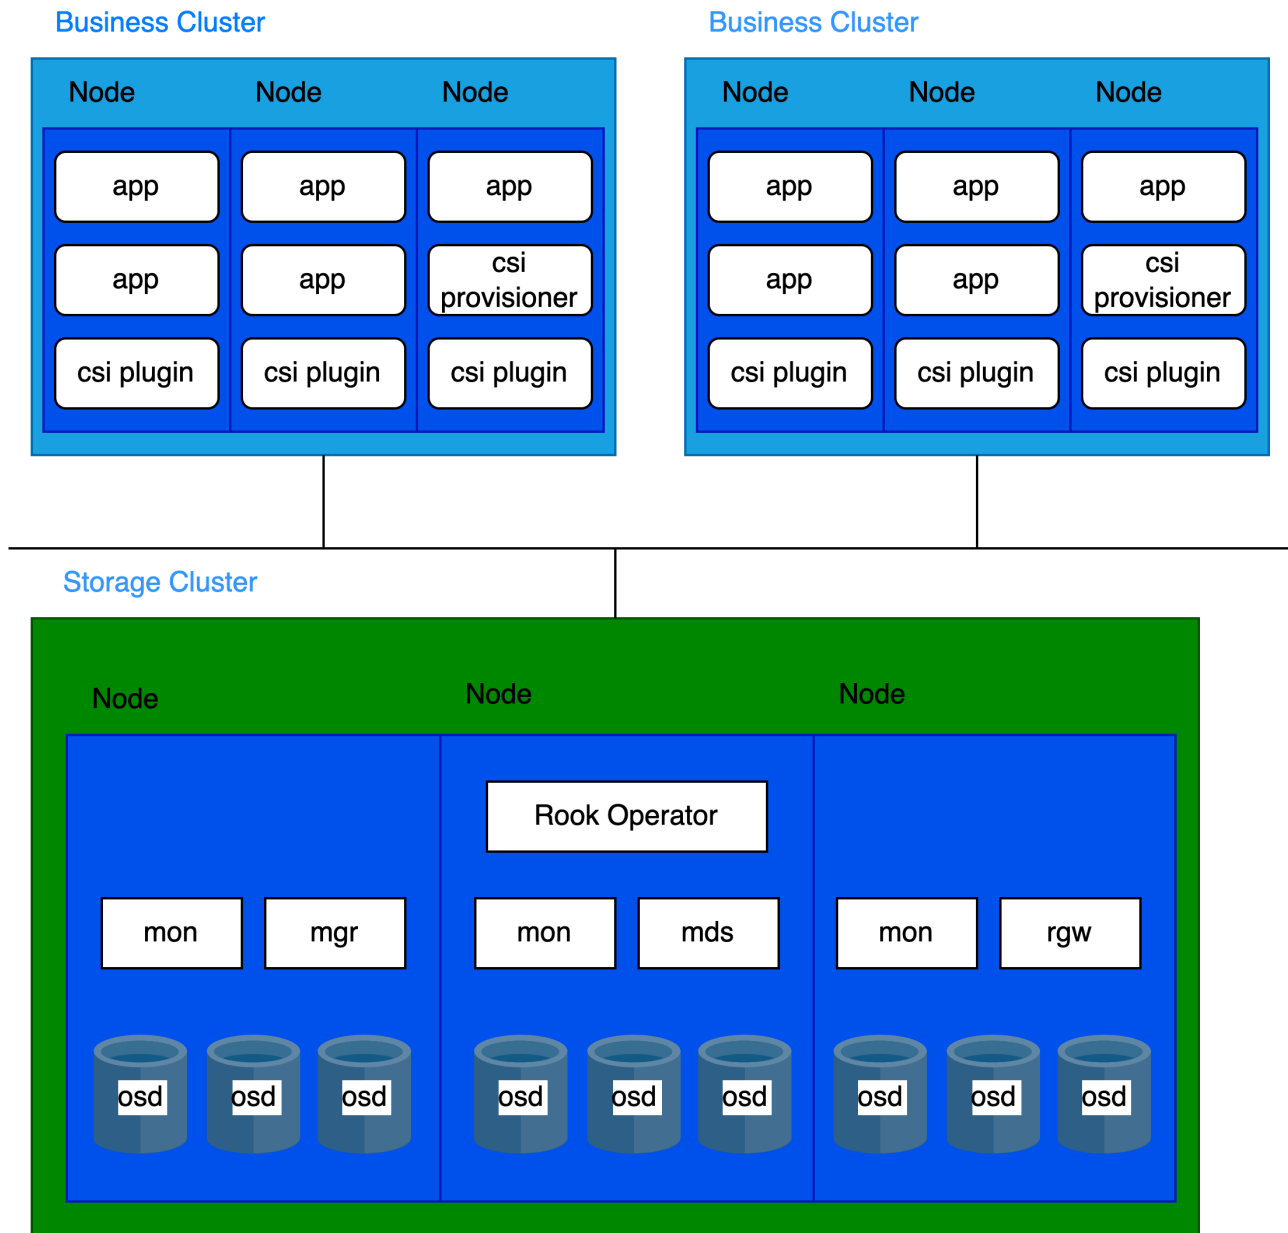 Business Cluster
Business Cluster
Node
Node
Node
Node
Node
Node
app
app
app
app
app
app
app
app
csi
provisioner
app
app
csi
provisioner
csi plugin
csi plugin
csi plugin
csi plugin
csi plugin
csi plugin
Storage Cluster
Node
Node
Node
Rook Operator
mon
mgr
mon
mds
mon
rgw
osd
osd
osd
osd
osd
osd
osd
osd
osd